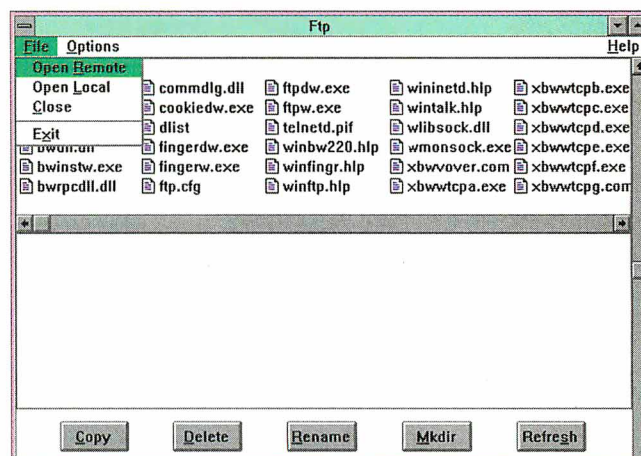 Ftp
File Options Help
Open Remote
Open Local
Close
Exit
commdlg.dll ftpdw.exe wininetd.hlp xbwwtcpb.exe
cookiedw.exe ftpw.exe wintalk.hlp xbwwtcpc.exe
dlist telnetd.pif wlibsock.dll xbwwtcpd.exe
fingerdw.exe winbw220.hlp wmonsock.exe xbwwtcpe.exe
bwinstw.exe fingerw.exe winfingr.hlp xbwvover.com xbwwtcpf.exe
bwrpcdll.dll ftp.cfg winftp.hlp xbwwtcpa.exe xbwwtcpg.com
Copy Delete Rename Mkdir Refresh